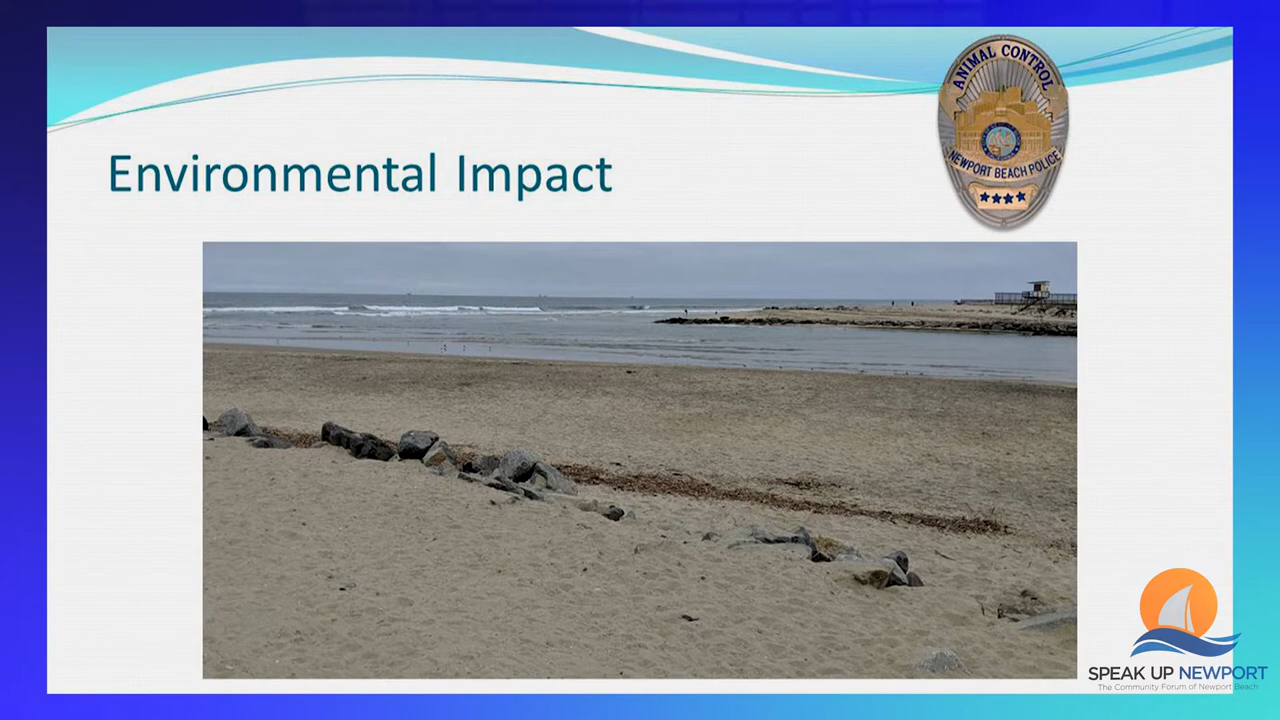 ANIMAL CONTROL
NEWPORT BEACH POLICE
Environmental Impact
SPEAK UP NEWPORT
The Community Forum of Newport Beach